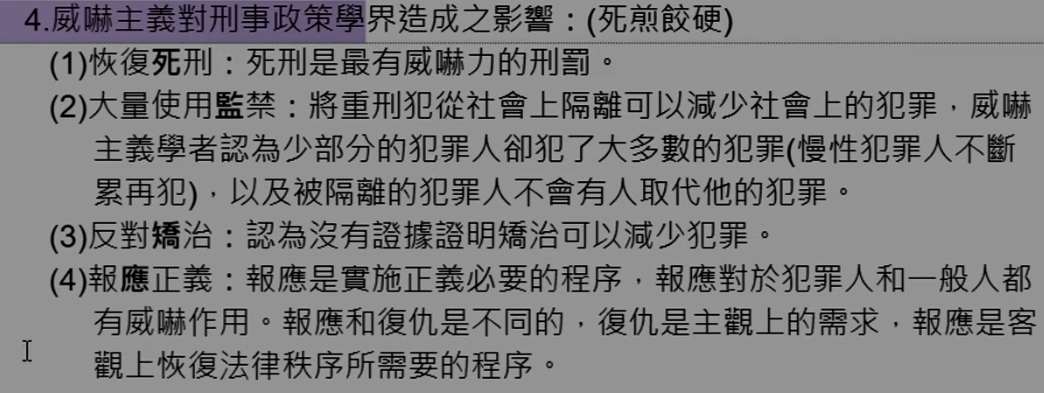 4.威嚇主義對刑事政策學界造成之影響：(死煎餃硬)
(1)恢復死刑：死刑是最有威嚇力的刑罰。
(2)大量使用監禁：將重刑犯從社會上隔離可以減少社會上的犯罪，威嚇
主義學者認為少部分的犯罪人卻犯了大多數的犯罪(慢性犯罪人不斷
累再犯)，以及被隔離的犯罪人不會有人取代他的犯罪。
(3)反對矯治：認為沒有證據證明矯治可以減少犯罪。
(4)報應正義：報應是實施正義必要的程序，報應對於犯罪人和一般人都
有威嚇作用。報應和復仇是不同的，復仇是主觀上的需求，報應是客
觀上恢復法律秩序所需要的程序。